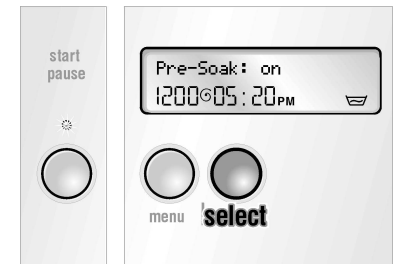 start
pause
Pre-Soak: on
1200 05:20PM
menu
select